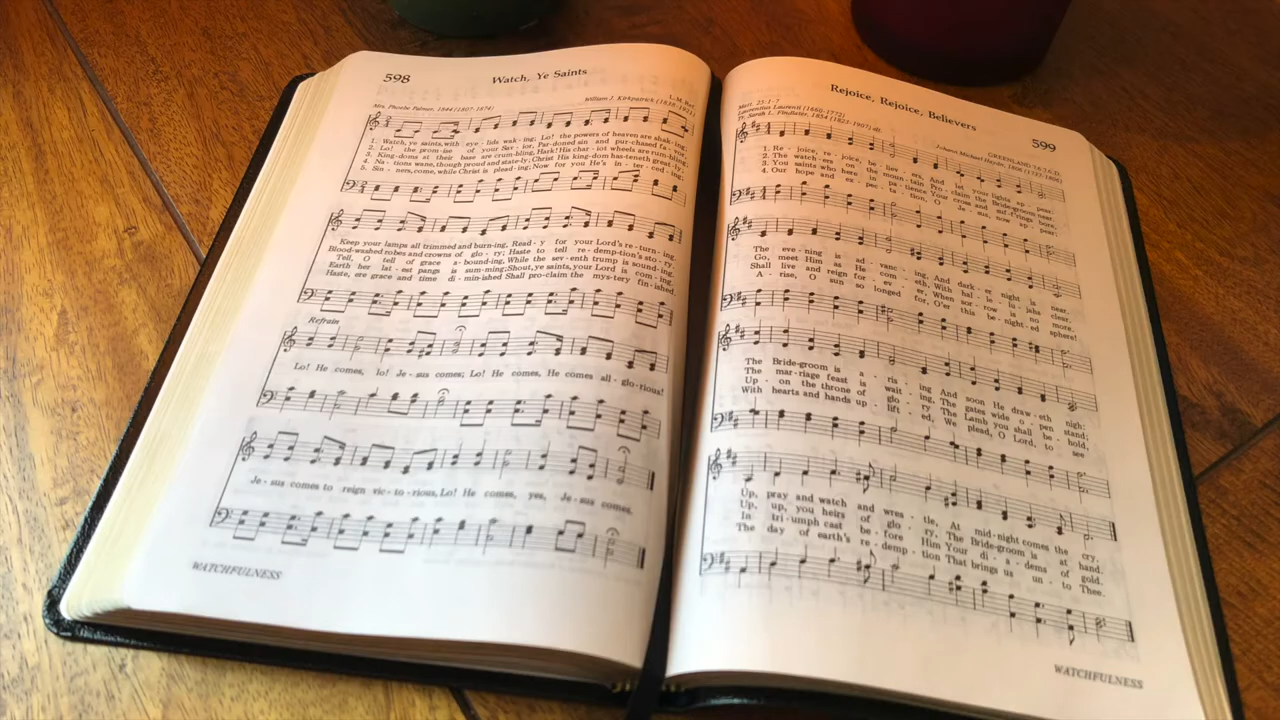 598
Watch, Ye Saints
L.M.Ref.
Mrs. Phoebe Palmer, 1844 (1807-1874)
William J. Kirkpatrick (1838-1921)
1. Watch, ye saints, with eye - lids wak - ing; Lo! the powers of heaven are shak - ing;
2. Lo! the prom - ise of your Sav - ior, Par - doned sin and pur - chased fa - vor,
3. King - doms at their base are crum - bling, Hark! His char - iot wheels are rum - bling;
4. Na - tions wane, though proud and state - ly; Christ His king - dom has - teneth great - ly;
5. Sin - ners, come, while Christ is plead - ing; Now for you He's in - ter - ced - ing;
Keep your lamps all trimmed and burn - ing, Read - y for your Lord's re - turn - ing.
Blood - washed robes and crowns of glo - ry; Haste to tell re - demp - tion's sto - ry.
Tell, O tell of grace a - bound - ing, While the sev - enth trump is sound - ing.
Earth her lat - est pangs is sum - ming; Shout, ye saints, your Lord is com - ing.
Haste, ere grace and time di - min - ished Shall pro - claim the mys - tery fin - ished.
Refrain
Lo! He comes, lo! Je - sus comes; Lo! He comes, He comes all - glo - rious!
Je - sus comes to reign vic - to - rious, Lo! He comes, yes, Je - sus comes.
WATCHFULNESS
Rejoice, Rejoice, Believers
599
Matt. 25:1-7
Laurentius Laurenti (1660-1772)
Tr. Sarah L. Findlater, 1854 (1823-1907) alt.
GREENLAND:7.6.7.6.D.
Johann Michael Haydn, 1806 (1737-1806)
1. Re - joice, re - joice, be - liev - ers, And let your lights ap - pear:
2. The watch - ers on the moun - tain Pro - claim the Bride - groom near,
3. You saints who here in pa - tience Your cross and suf - f'rings bore,
4. Our hope and ex - pec - ta - tion, O Je - sus, now ap - pear;
The eve - ning is ad - vanc - ing, And dark - er night is near.
Go, meet Him as He com - eth, With hal - le - lu - jahs clear.
Shall live and reign for - ev - er, When sor - row is no more.
A - rise, O sun so longed for, O'er this be - night - ed sphere!
The Bride - groom is a - ris - ing And soon He draw - eth nigh:
The mar - riage feast is wait - ing, The gates wide o - pen stand;
Up - on the throne of glo - ry The Lamb you shall be - hold,
With hearts and hands up - lift - ed, We plead, O Lord, to see
Up, pray and watch and wres - tle, At mid - night comes the cry.
Up, up, you heirs of glo - ry, The Bride - groom is at hand.
In tri - umph cast be - fore Him Your di - a - dems of gold.
The day of earth's re - demp - tion That brings us un - to Thee.
WATCHFULNESS